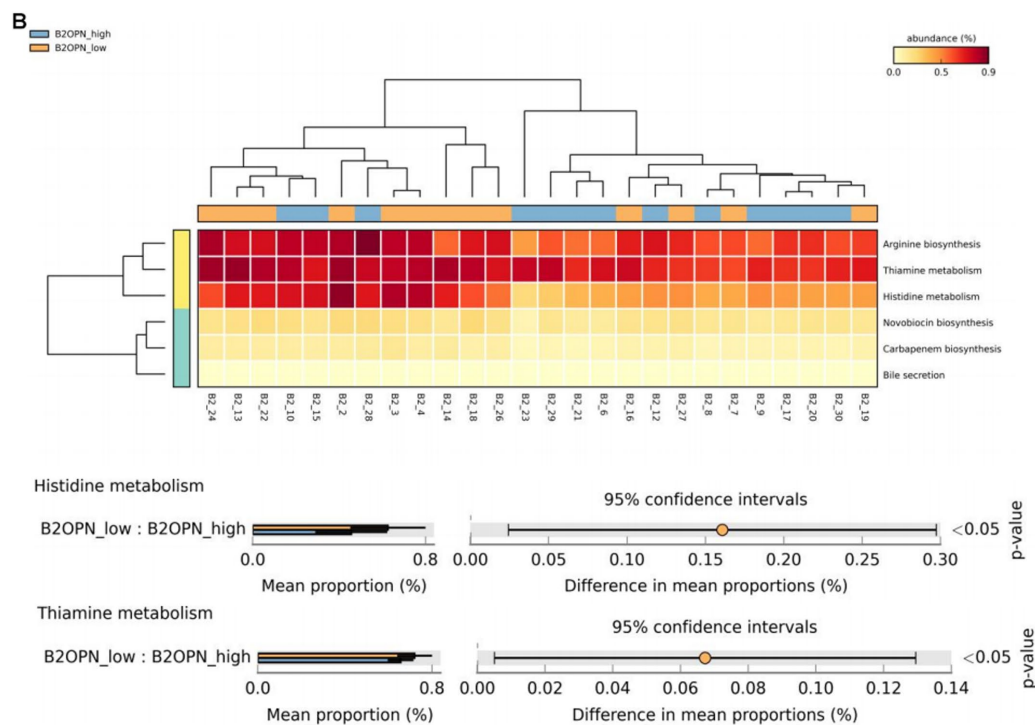 B
B2OPN_high
B2OPN_low
abundance (%)
0.0 0.5 0.9
Arginine biosynthesis
Thiamine metabolism
Histidine metabolism
Novobiocin biosynthesis
Carbapenem biosynthesis
Bile secretion
B2_24 B2_13 B2_22 B2_10 B2_15 B2_2 B2_28 B2_3 B2_4 B2_14 B2_18 B2_26 B2_23 B2_29 B2_21 B2_6 B2_16 B2_12 B2_27 B2_8 B2_7 B2_9 B2_17 B2_20 B2_30 B2_19
Histidine metabolism
95% confidence intervals
B2OPN_low : B2OPN_high
<0.05
p-value
0.0 0.8
0.00 0.05 0.10 0.15 0.20 0.25 0.30
Mean proportion (%)
Difference in mean proportions (%)
Thiamine metabolism
95% confidence intervals
B2OPN_low : B2OPN_high
<0.05
p-value
0.0 0.8
0.00 0.02 0.04 0.06 0.08 0.10 0.12 0.14
Mean proportion (%)
Difference in mean proportions (%)